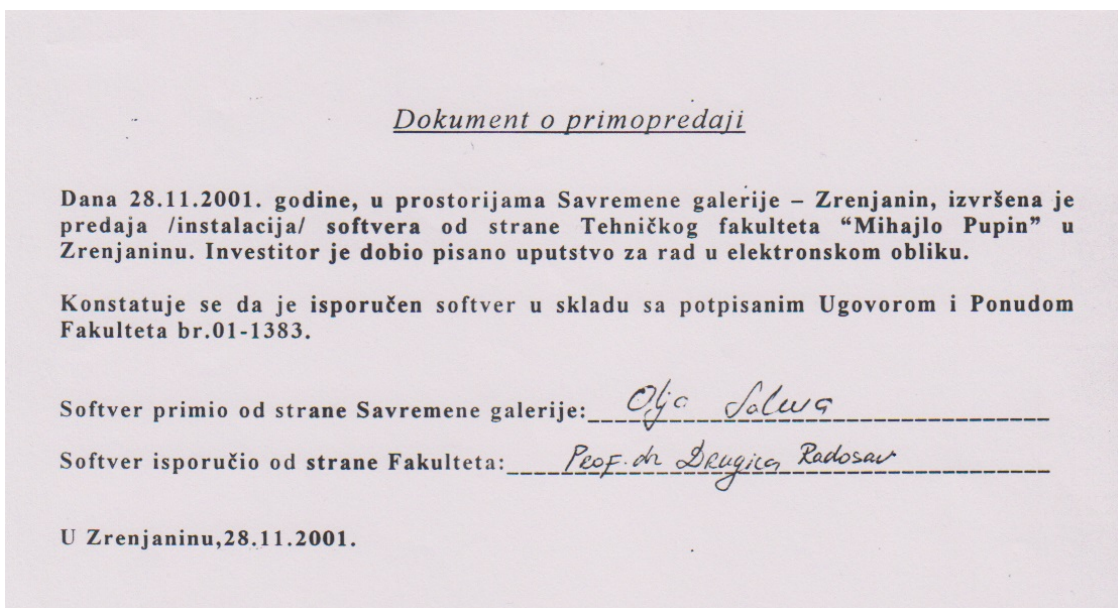 Dokument o primopredaji
Dana 28.11.2001. godine, u prostorijama Savremene galerije – Zrenjanin, izvršena je
predaja /instalacija/ softvera od strane Tehničkog fakulteta “Mihajlo Pupin” u
Zrenjaninu. Investitor je dobio pisano uputstvo za rad u elektronskom obliku.
Konstatuje se da je isporučen softver u skladu sa potpisanim Ugovorom i Ponudom
Fakulteta br.01-1383.
Softver primio od strane Savremene galerije: Olja
Softver isporučio od strane Fakulteta: Prof. dr Dragica Radosav
U Zrenjaninu,28.11.2001.